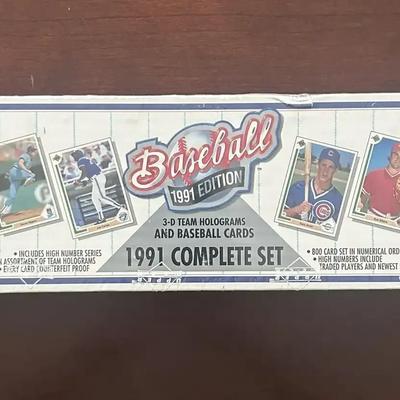 Baseball
1991 EDITION
3-D TEAM HOLOGRAMS
AND BASEBALL CARDS
1991 COMPLETE SET
• INCLUDES HIGH NUMBER SERIES
N ASSORTMENT OF TEAM HOLOGRAMS
• EVERY CARD COUNTERFEIT PROOF
• 800 CARD SET IN NUMERICAL ORD
• HIGH NUMBERS INCLUDE
TRADED PLAYERS AND NEWEST